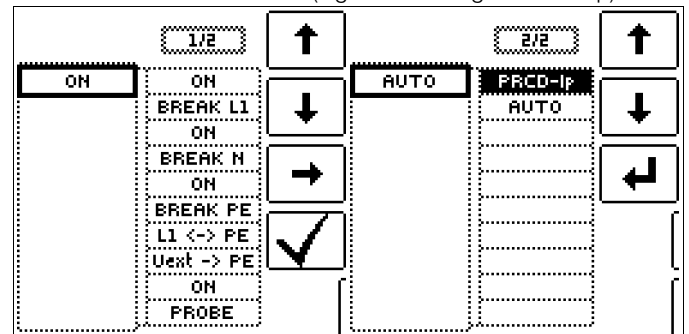 1/2
ON
ON
BREAK L1
ON
BREAK N
ON
BREAK PE
L1 <-> PE
Uext -> PE
ON
PROBE
2/2
AUTO
PRCD-Ip
AUTO